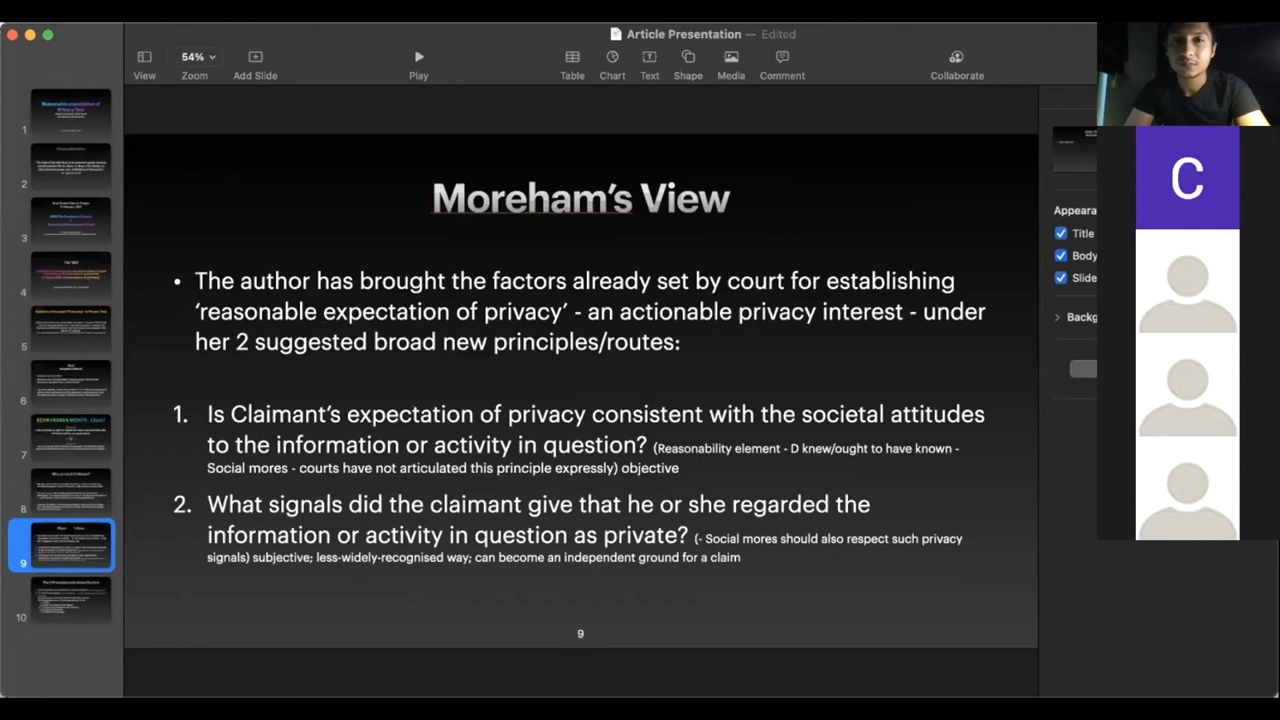 Article Presentation — Edited
54%
View
Zoom
Add Slide
Play
Table
Chart
Text
Shape
Media
Comment
Collaborate
Reasonable expectation of
Privacy Test
1
2
3
4
5
6
7
8
9
10
Moreham's View
• The author has brought the factors already set by court for establishing
'reasonable expectation of privacy' - an actionable privacy interest - under
her 2 suggested broad new principles/routes:
1. Is Claimant's expectation of privacy consistent with the societal attitudes
to the information or activity in question? (Reasonability element - D knew/ought to have known -
Social mores - courts have not articulated this principle expressly) objective
2. What signals did the claimant give that he or she regarded the
information or activity in question as private? (- Social mores should also respect such privacy
signals) subjective; less-widely-recognised way; can become an independent ground for a claim
9
Appeara
Title
Body
Slide
Backg
C